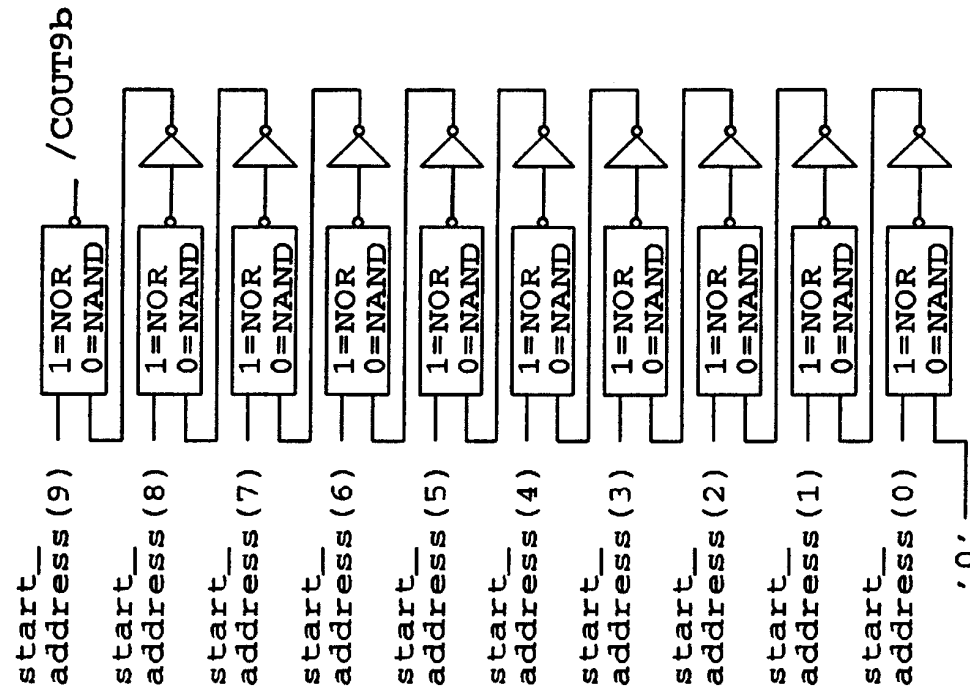 /COUT9b
start_
address(9)
1=NOR
0=NAND
start_
address(8)
1=NOR
0=NAND
start_
address(7)
1=NOR
0=NAND
start_
address(6)
1=NOR
0=NAND
start_
address(5)
1=NOR
0=NAND
start_
address(4)
1=NOR
0=NAND
start_
address(3)
1=NOR
0=NAND
start_
address(2)
1=NOR
0=NAND
start_
address(1)
1=NOR
0=NAND
start_
address(0)
1=NOR
0=NAND
'0'